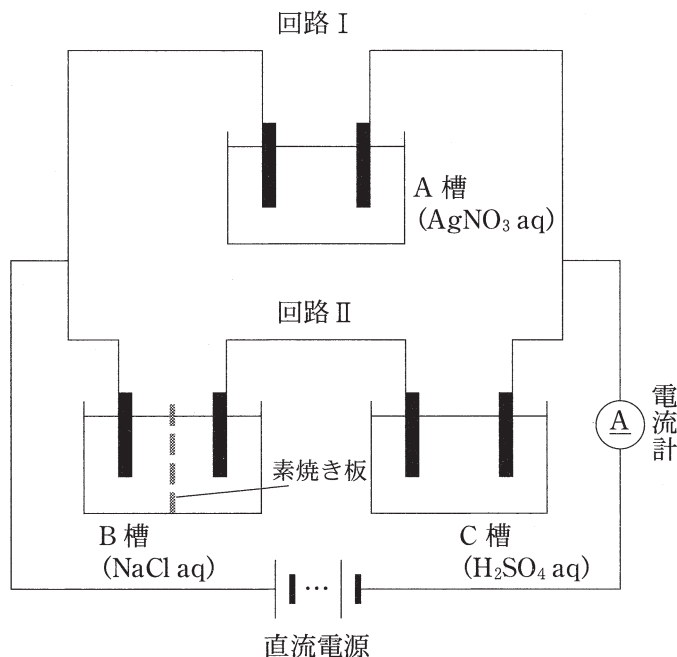 回路Ⅰ
A 槽
(AgNO₃ aq)
回路Ⅱ
電流計
A
素焼き板
B 槽
(NaCl aq)
C 槽
(H₂SO₄ aq)
直流電源